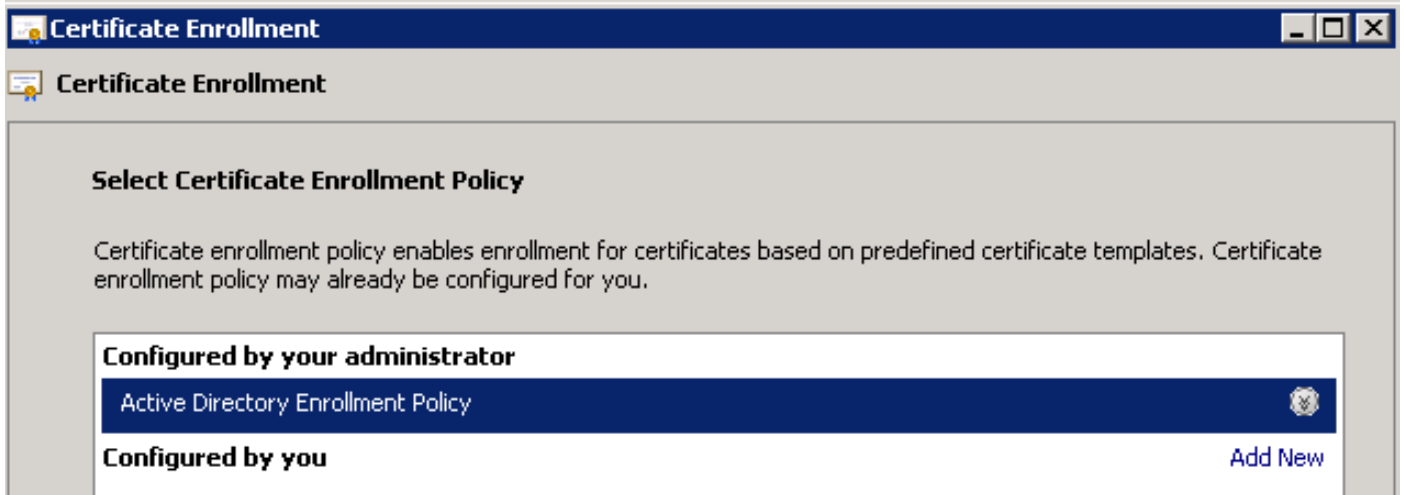 Certificate Enrollment
Certificate Enrollment
Select Certificate Enrollment Policy
Certificate enrollment policy enables enrollment for certificates based on predefined certificate templates. Certificate
enrollment policy may already be configured for you.
Configured by your administrator
Active Directory Enrollment Policy
Configured by you Add New